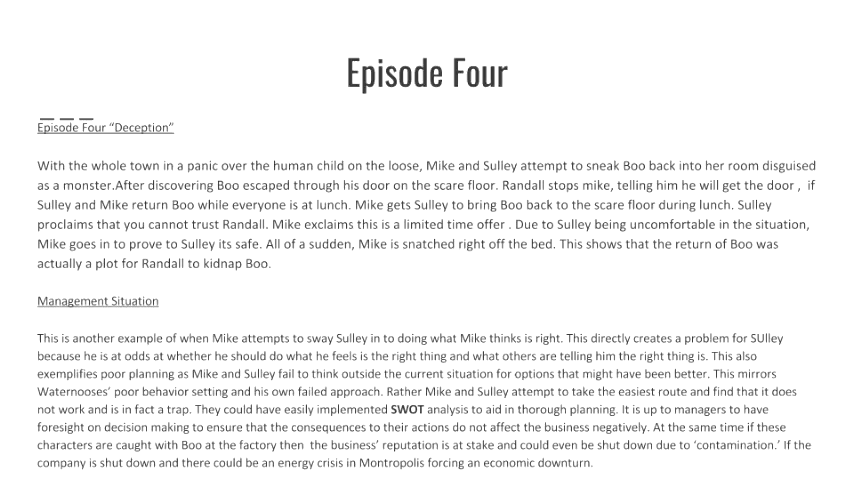 Episode Four
Episode Four “Deception”
With the whole town in a panic over the human child on the loose, Mike and Sulley attempt to sneak Boo back into her room disguised
as a monster.After discovering Boo escaped through his door on the scare floor. Randall stops mike, telling him he will get the door , if
Sulley and Mike return Boo while everyone is at lunch. Mike gets Sulley to bring Boo back to the scare floor during lunch. Sulley
proclaims that you cannot trust Randall. Mike exclaims this is a limited time offer . Due to Sulley being uncomfortable in the situation,
Mike goes in to prove to Sulley its safe. All of a sudden, Mike is snatched right off the bed. This shows that the return of Boo was
actually a plot for Randall to kidnap Boo.
Management Situation
This is another example of when Mike attempts to sway Sulley in to doing what Mike thinks is right. This directly creates a problem for SUlley
because he is at odds at whether he should do what he feels is the right thing and what others are telling him the right thing is. This also
exemplifies poor planning as Mike and Sulley fail to think outside the current situation for options that might have been better. This mirrors
Waternooses’ poor behavior setting and his own failed approach. Rather Mike and Sulley attempt to take the easiest route and find that it does
not work and is in fact a trap. They could have easily implemented SWOT analysis to aid in thorough planning. It is up to managers to have
foresight on decision making to ensure that the consequences to their actions do not affect the business negatively. At the same time if these
characters are caught with Boo at the factory then the business’ reputation is at stake and could even be shut down due to ‘contamination.’ If the
company is shut down and there could be an energy crisis in Montropolis forcing an economic downturn.